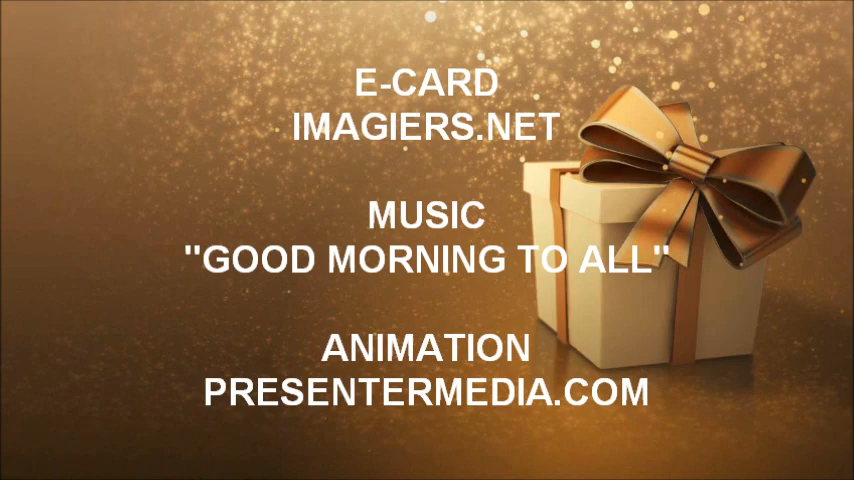 E-CARD
IMAGIERS.NET
MUSIC
"GOOD MORNING TO ALL"
ANIMATION
PRESENTERMEDIA.COM